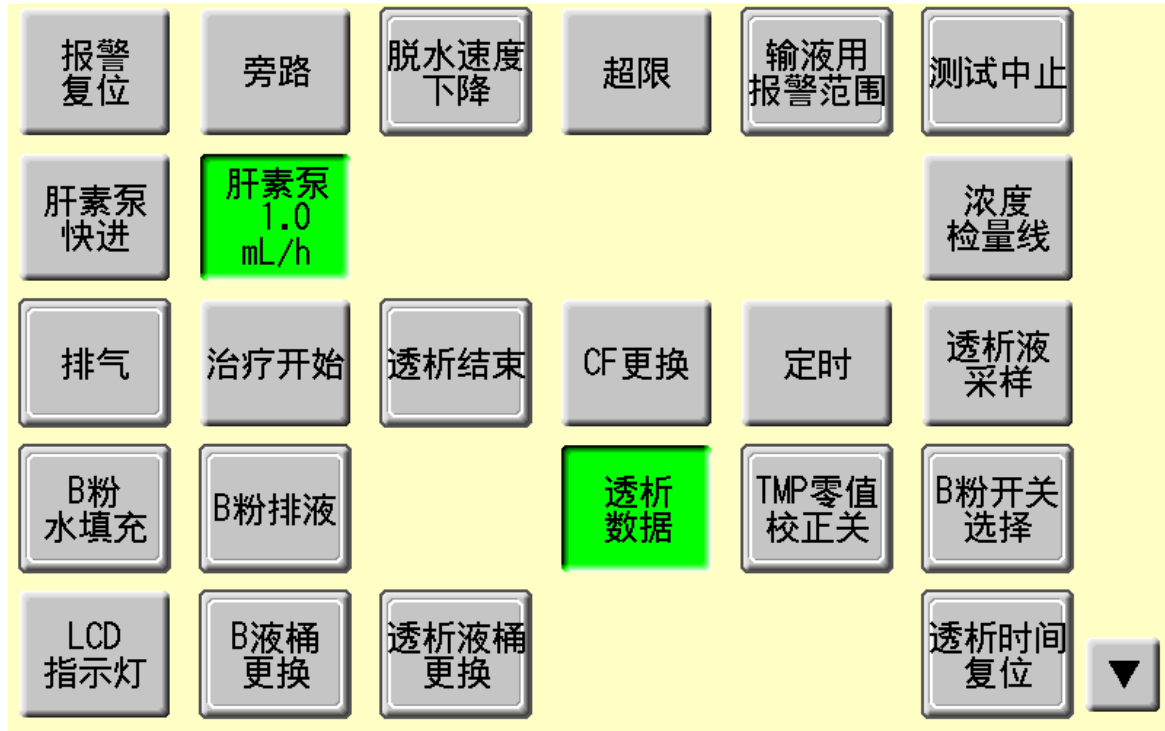 报警
复位
旁路
脱水速度
下降
超限
输液用
报警范围
测试中止
肝素泵
快进
肝素泵
1.0
mL/h
浓度
检量线
排气
治疗开始
透析结束
CF更换
定时
透析液
采样
B粉
水填充
B粉排液
透析
数据
TMP零值
校正关
B粉开关
选择
LCD
指示灯
B液桶
更换
透析液桶
更换
透析时间
复位